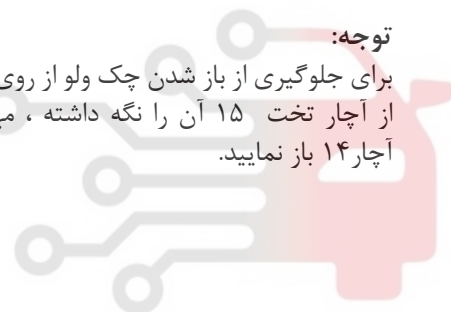 توجه:
برای جلوگیری از باز شدن چک ولو از روی
از آچار تخت ۱۵ آن را نگه داشته ،
آچار۱۴ باز نمایید.